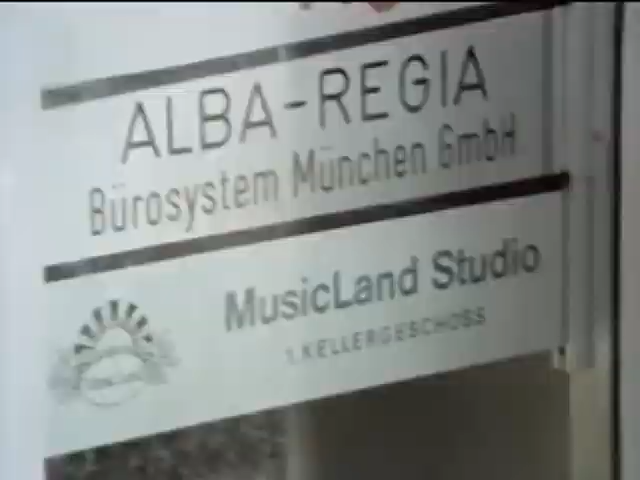 ALBA-REGIA
Bürosystem München GmbH
MusicLand Studio
1. KELLERGESCHOSS